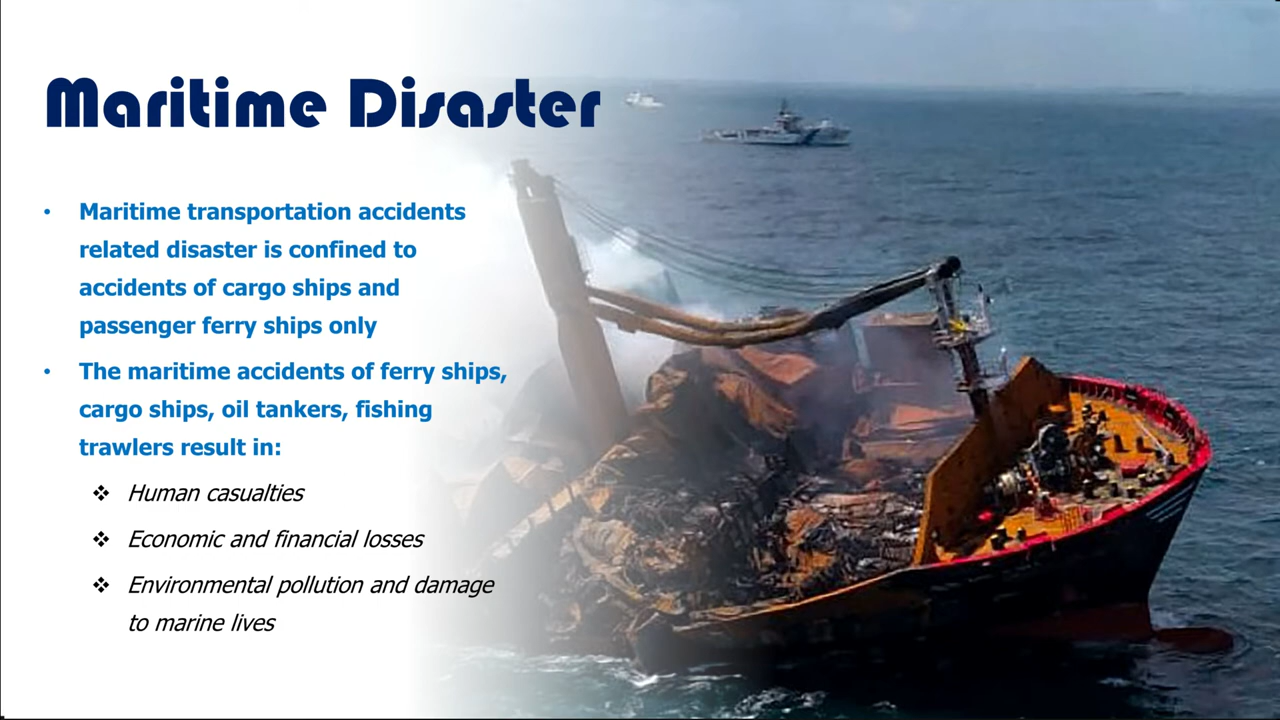 Maritime Disaster
• Maritime transportation accidents
related disaster is confined to
accidents of cargo ships and
passenger ferry ships only
• The maritime accidents of ferry ships,
cargo ships, oil tankers, fishing
trawlers result in:
❖ Human casualties
❖ Economic and financial losses
❖ Environmental pollution and damage
to marine lives